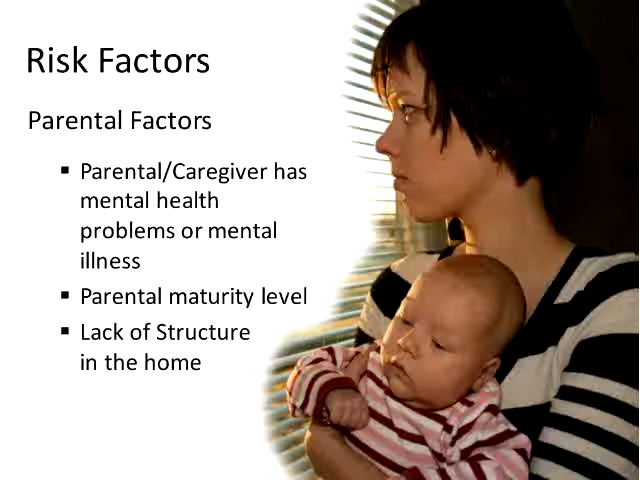 Risk Factors
Parental Factors
▪ Parental/Caregiver has
mental health
problems or mental
illness
▪ Parental maturity level
▪ Lack of Structure
in the home